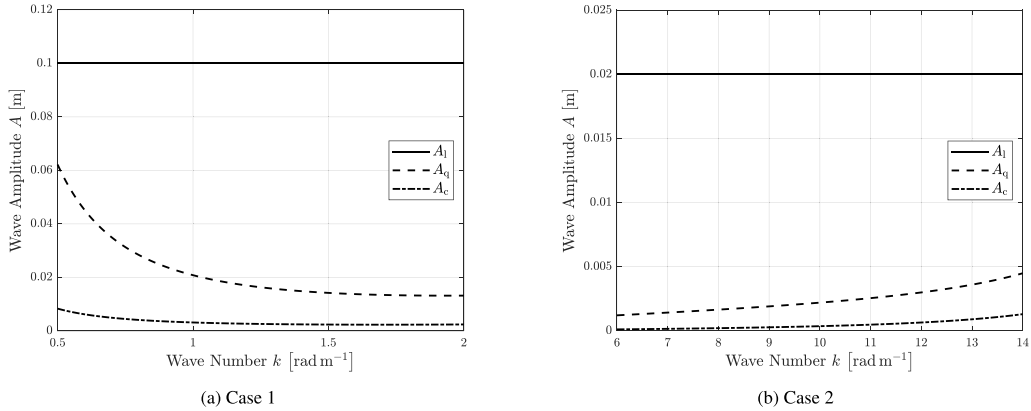 0.12
0.1
0.08
0.06
0.04
0.02
0
Wave Amplitude A [m]
A_l
A_q
A_c
0.5 1 1.5 2
Wave Number k [rad m⁻¹]
(a) Case 1
0.025
0.02
0.015
0.01
0.005
0
Wave Amplitude A [m]
A_l
A_q
A_c
6 7 8 9 10 11 12 13 14
Wave Number k [rad m⁻¹]
(b) Case 2